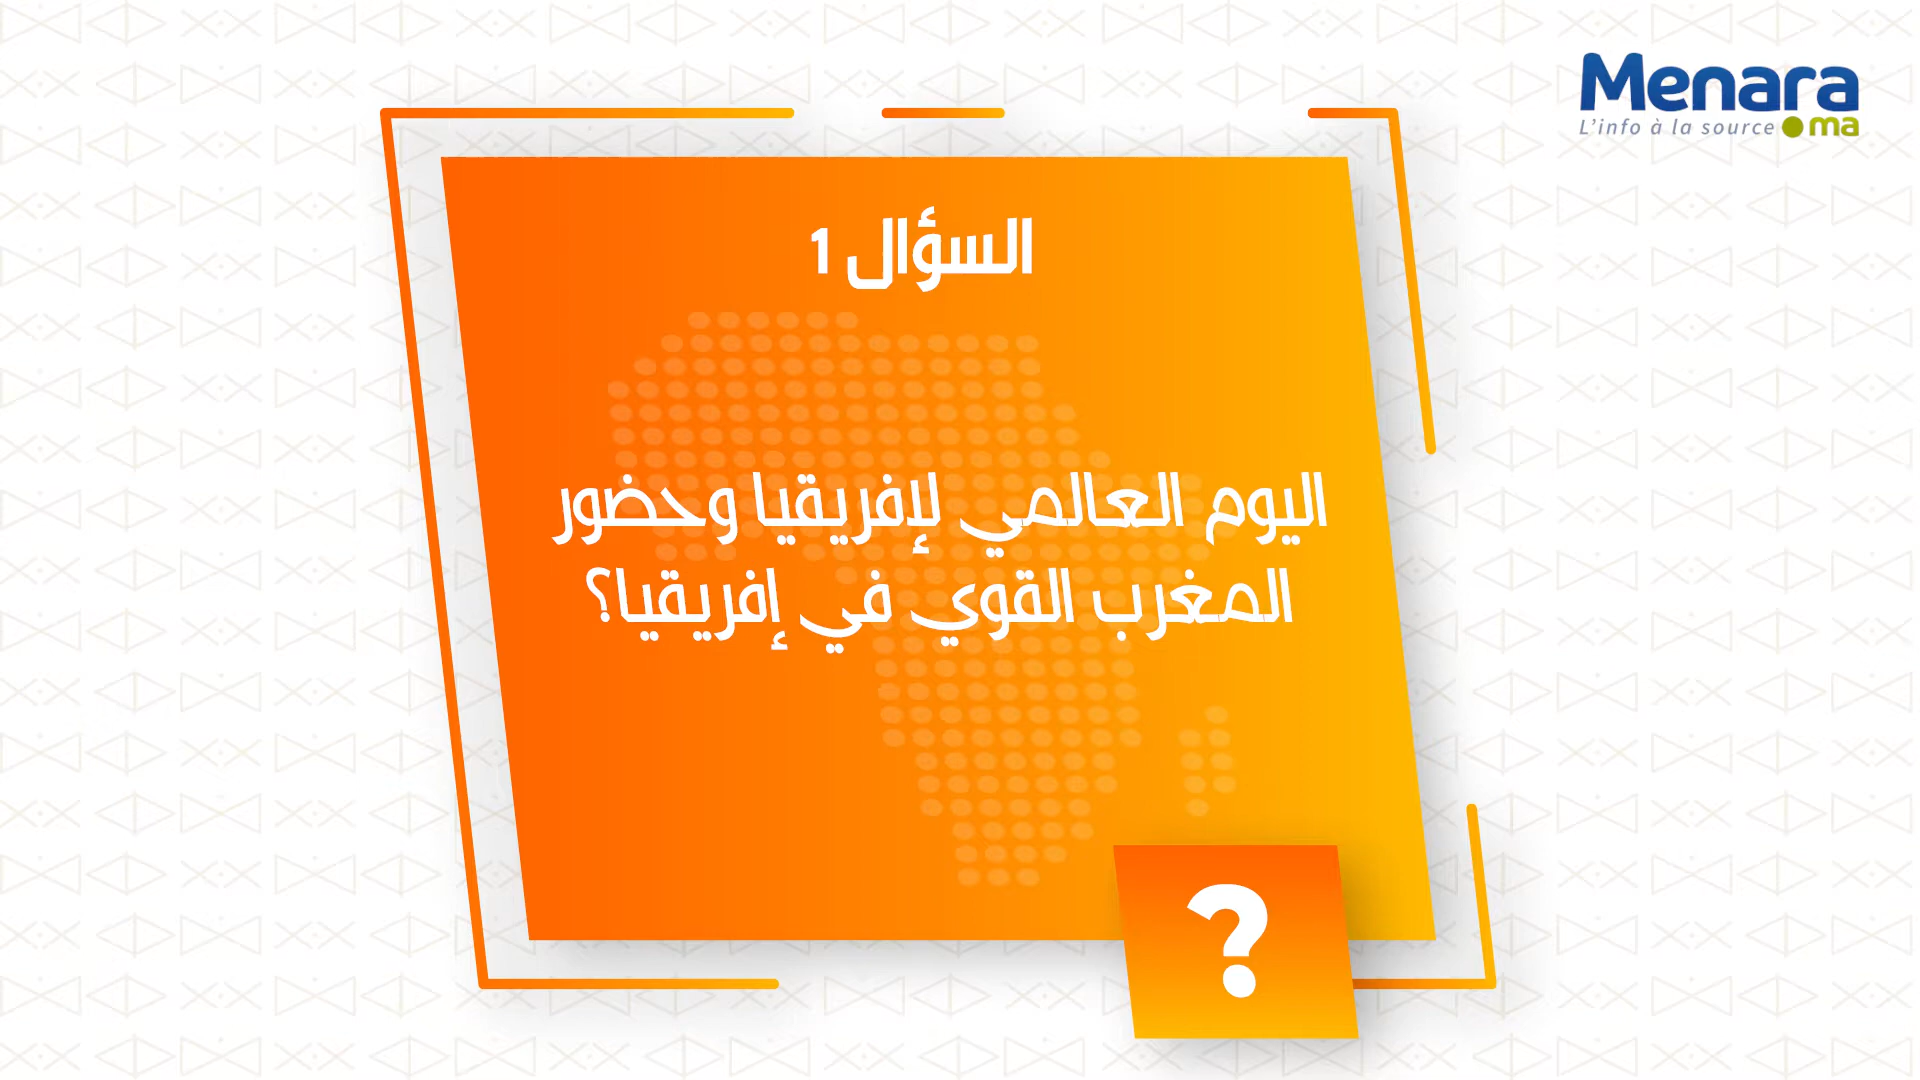 Menara
L'info à la source .ma
السؤال 1
اليوم العالمي لإفريقيا وحضور
المغرب القوي في إفريقيا؟
?